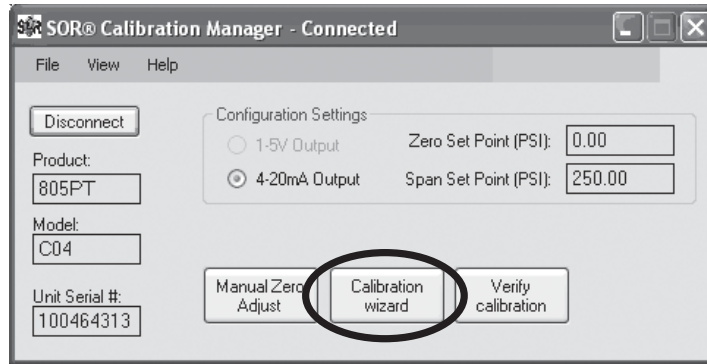 SOR SOR® Calibration Manager - Connected
File View Help
Disconnect
Product:
805PT
Model:
C04
Unit Serial #:
100464313
Configuration Settings
1-5V Output
4-20mA Output
Zero Set Point (PSI): 0.00
Span Set Point (PSI): 250.00
Manual Zero
Adjust
Calibration
wizard
Verify
calibration